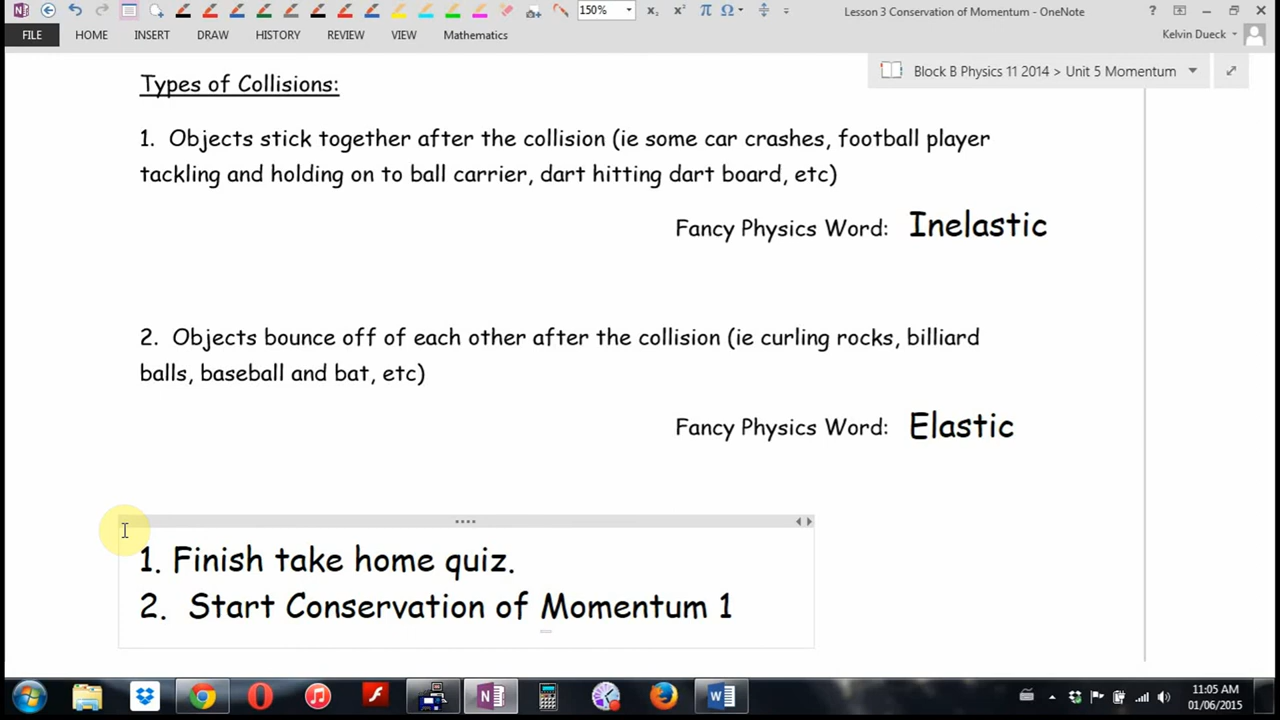 150%
Lesson 3 Conservation of Momentum - OneNote
FILE HOME INSERT DRAW HISTORY REVIEW VIEW Mathematics
Kelvin Dueck
Block B Physics 11 2014 > Unit 5 Momentum
Types of Collisions:
1. Objects stick together after the collision (ie some car crashes, football player
tackling and holding on to ball carrier, dart hitting dart board, etc)
Fancy Physics Word: Inelastic
2. Objects bounce off of each other after the collision (ie curling rocks, billiard
balls, baseball and bat, etc)
Fancy Physics Word: Elastic
1. Finish take home quiz.
2. Start Conservation of Momentum 1
11:05 AM
01/06/2015